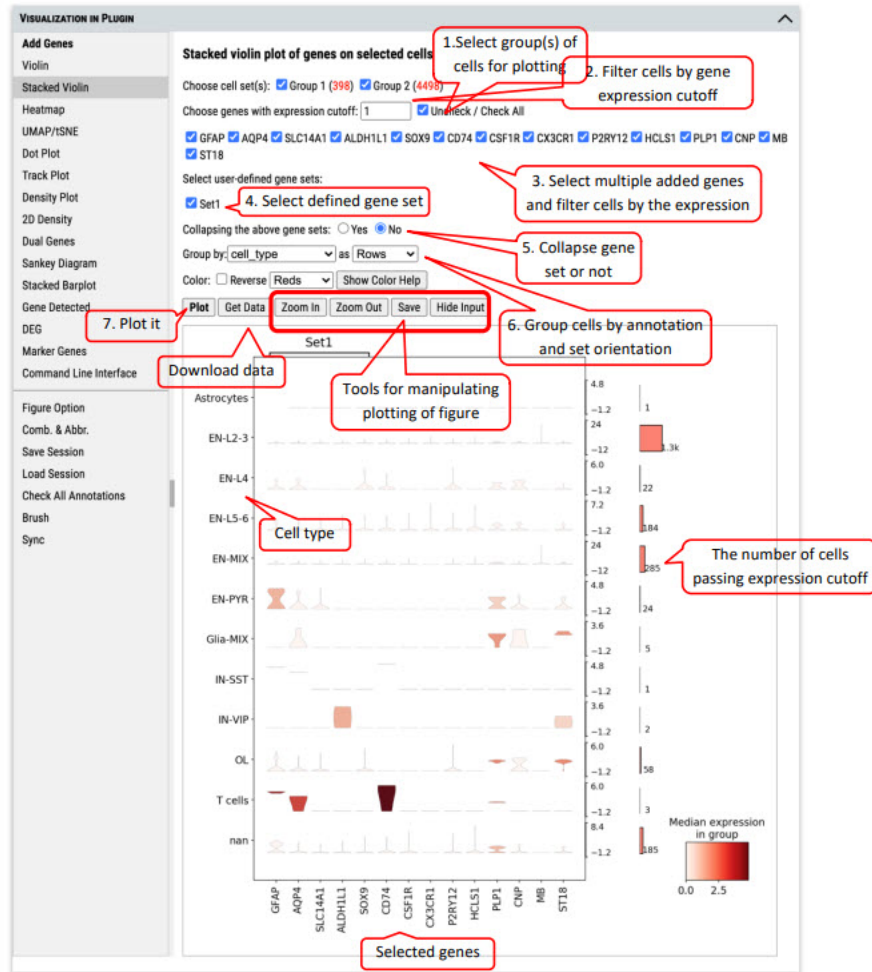 VISUALIZATION IN PLUGIN
Add Genes
Violin
Stacked Violin
Heatmap
UMAP/tSNE
Dot Plot
Track Plot
Density Plot
2D Density
Dual Genes
Sankey Diagram
Stacked Barplot
Gene Detected
DEG
Marker Genes
Command Line Interface
Figure Option
Comb. & Abbr.
Save Session
Load Session
Check All Annotations
Brush
Sync
Stacked violin plot of genes on selected cells
1.Select group(s) of
cells for plotting
Choose cell set(s): Group 1 (398) Group 2 (4498)
2. Filter cells by gene
expression cutoff
Choose genes with expression cutoff: 1 Uncheck / Check All
GFAP AQP4 SLC14A1 ALDH1L1 SOX9 CD74 CSF1R CX3CR1 P2RY12 HCLS1 PLP1 CNP MB
ST18
3. Select multiple added genes
and filter cells by the expression
Select user-defined gene sets:
Set1
4. Select defined gene set
Collapsing the above gene sets: Yes No
5. Collapse gene
set or not
Group by: cell_type as Rows
Color: Reverse Reds Show Color Help
Plot Get Data Zoom In Zoom Out Save Hide Input
7. Plot it
6. Group cells by annotation
and set orientation
Set1
Download data
Tools for manipulating
plotting of figure
Astrocytes 4.8 −1.2 1
EN-L2-3 24 −12 1.3k
EN-L4 6.0 −1.2 22
EN-L5-6 7.2 −1.2 184
Cell type
EN-MIX 24 −12 285
The number of cells
passing expression cutoff
EN-PYR 4.8 −1.2 24
Glia-MIX 3.6 −1.2 5
IN-SST 4.8 −1.2 1
IN-VIP 3.6 −1.2 2
OL 6.0 −1.2 58
T cells 6.0 −1.2 3
nan 8.4 −1.2 185
Median expression
in group
0.0 2.5
GFAP AQP4 SLC14A1 ALDH1L1 SOX9 CD74 CSF1R CX3CR1 P2RY12 HCLS1 PLP1 CNP MB ST18
Selected genes